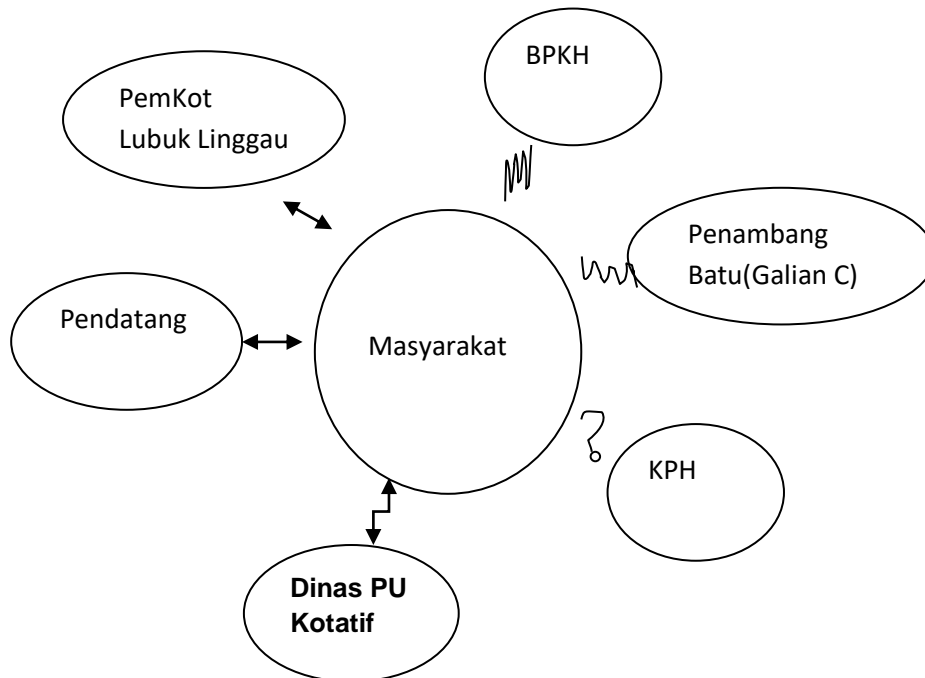 BPKH
PemKot
Lubuk Linggau
Penambang
Batu(Galian C)
Pendatang
Masyarakat
?
KPH
Dinas PU
Kotatif